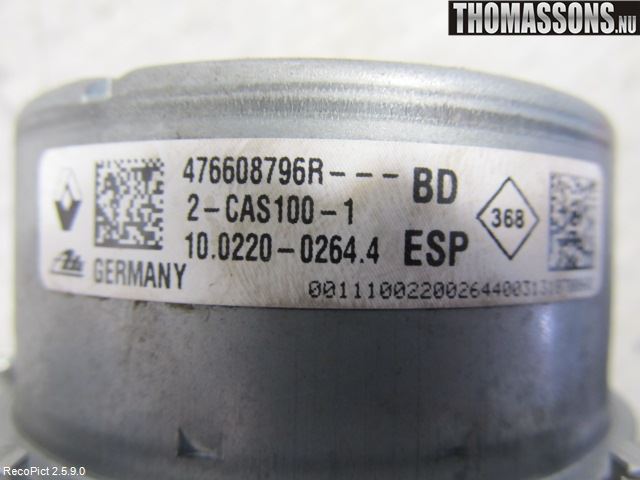 THOMASSONS.NU
476608796R--- BD
2-CAS100-1
10.0220-0264.4 ESP
368
Ate
GERMANY
RecoPict 2.5.9.0